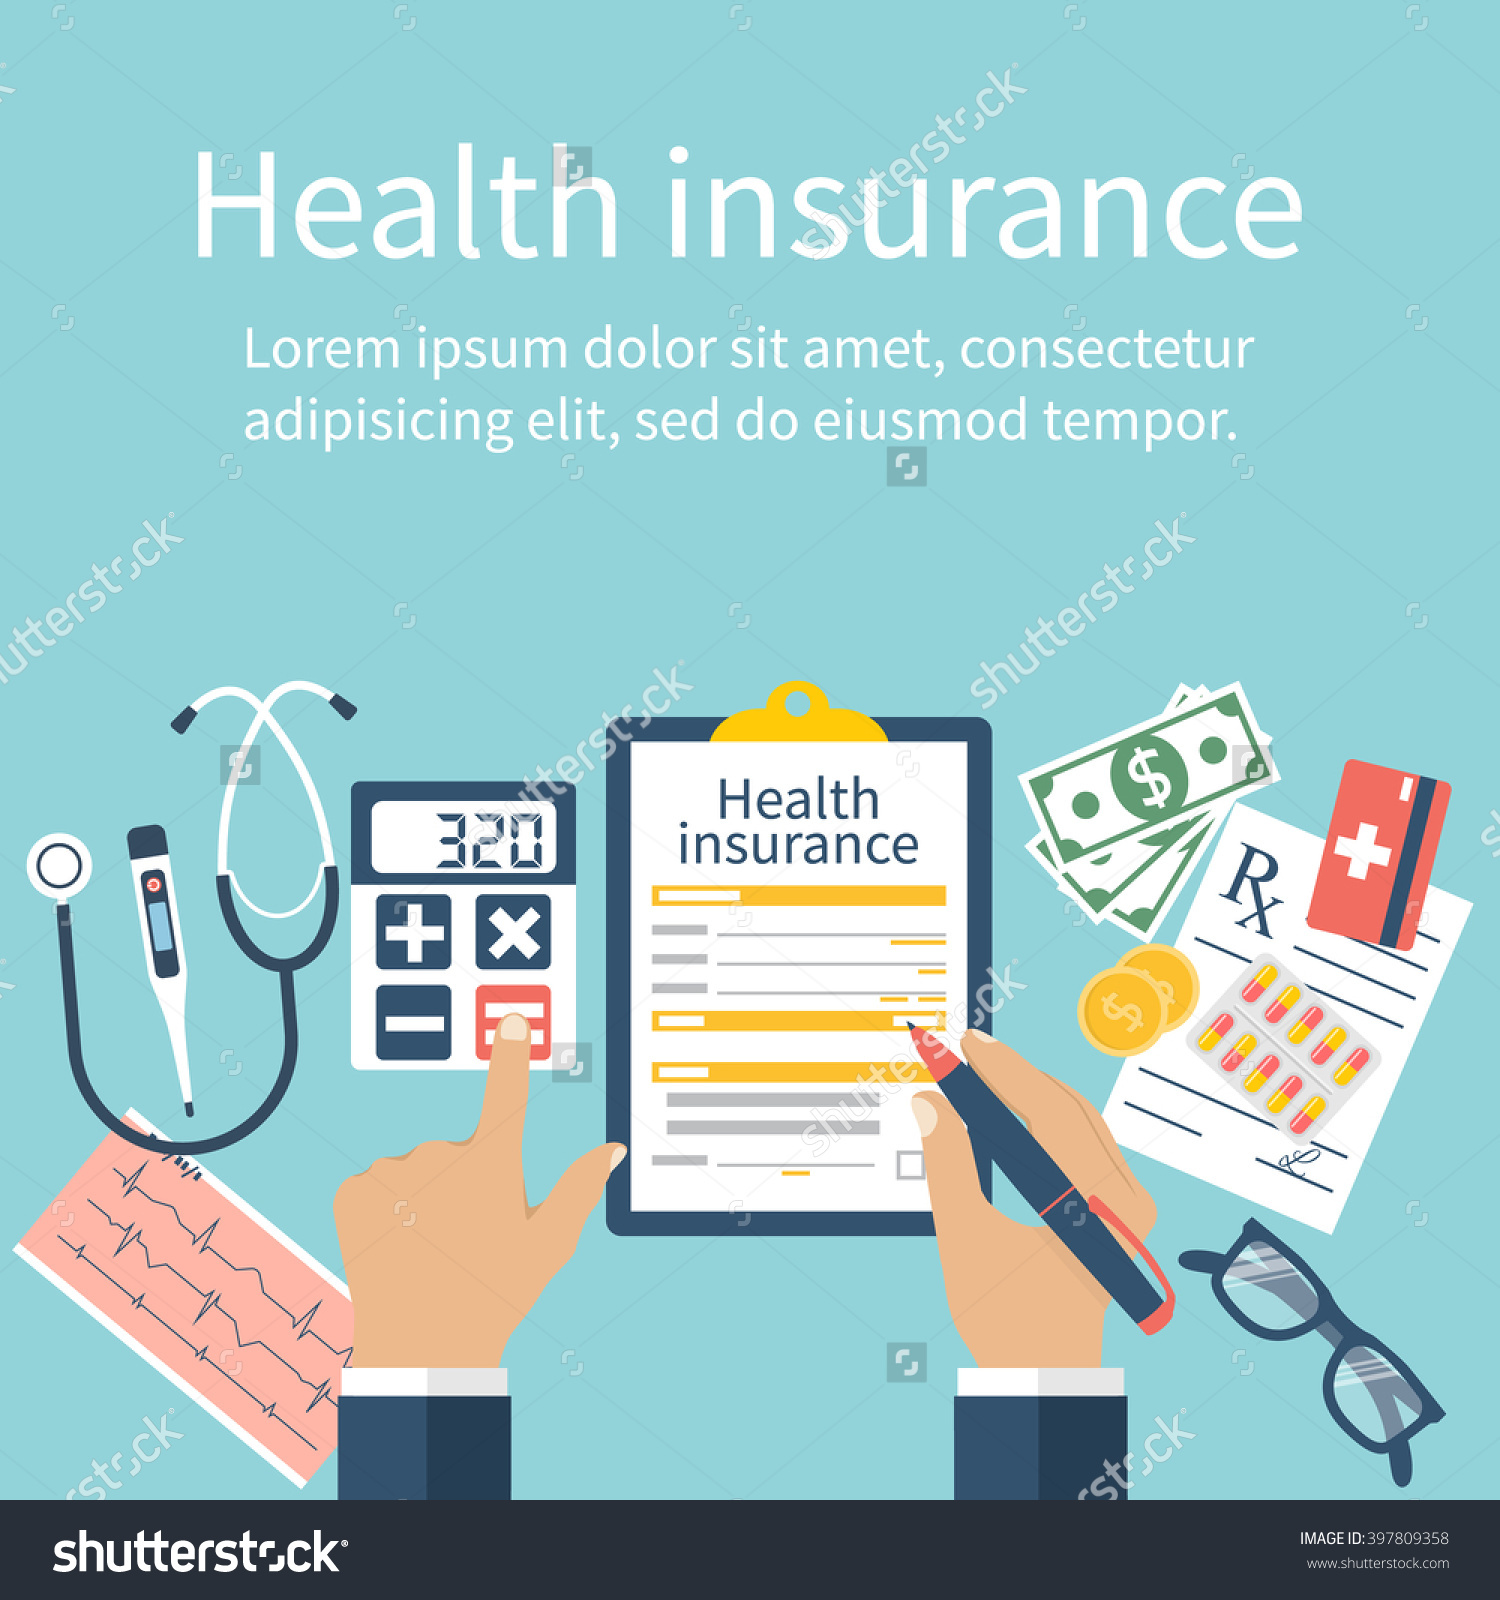 Health insurance
Lorem ipsum dolor sit amet, consectetur
adipisicing elit, sed do eiusmod tempor.
320
Health
insurance
$
Rx
$
shutterstock
IMAGE ID: 397809358
www.shutterstock.com